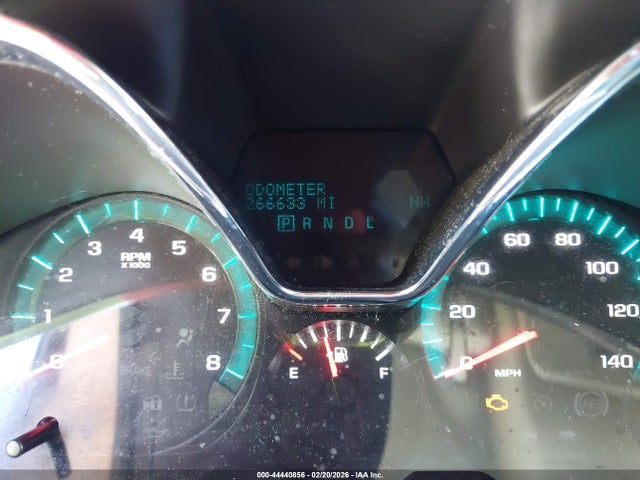 ODOMETER
266633 MI NW
P R N D L
0 1 2 3 4 5 6 7 8
RPM
x1000
E F
0 20 40 60 80 100 120 140
MPH
000-44440856 - 02/20/2026 - IAA Inc.